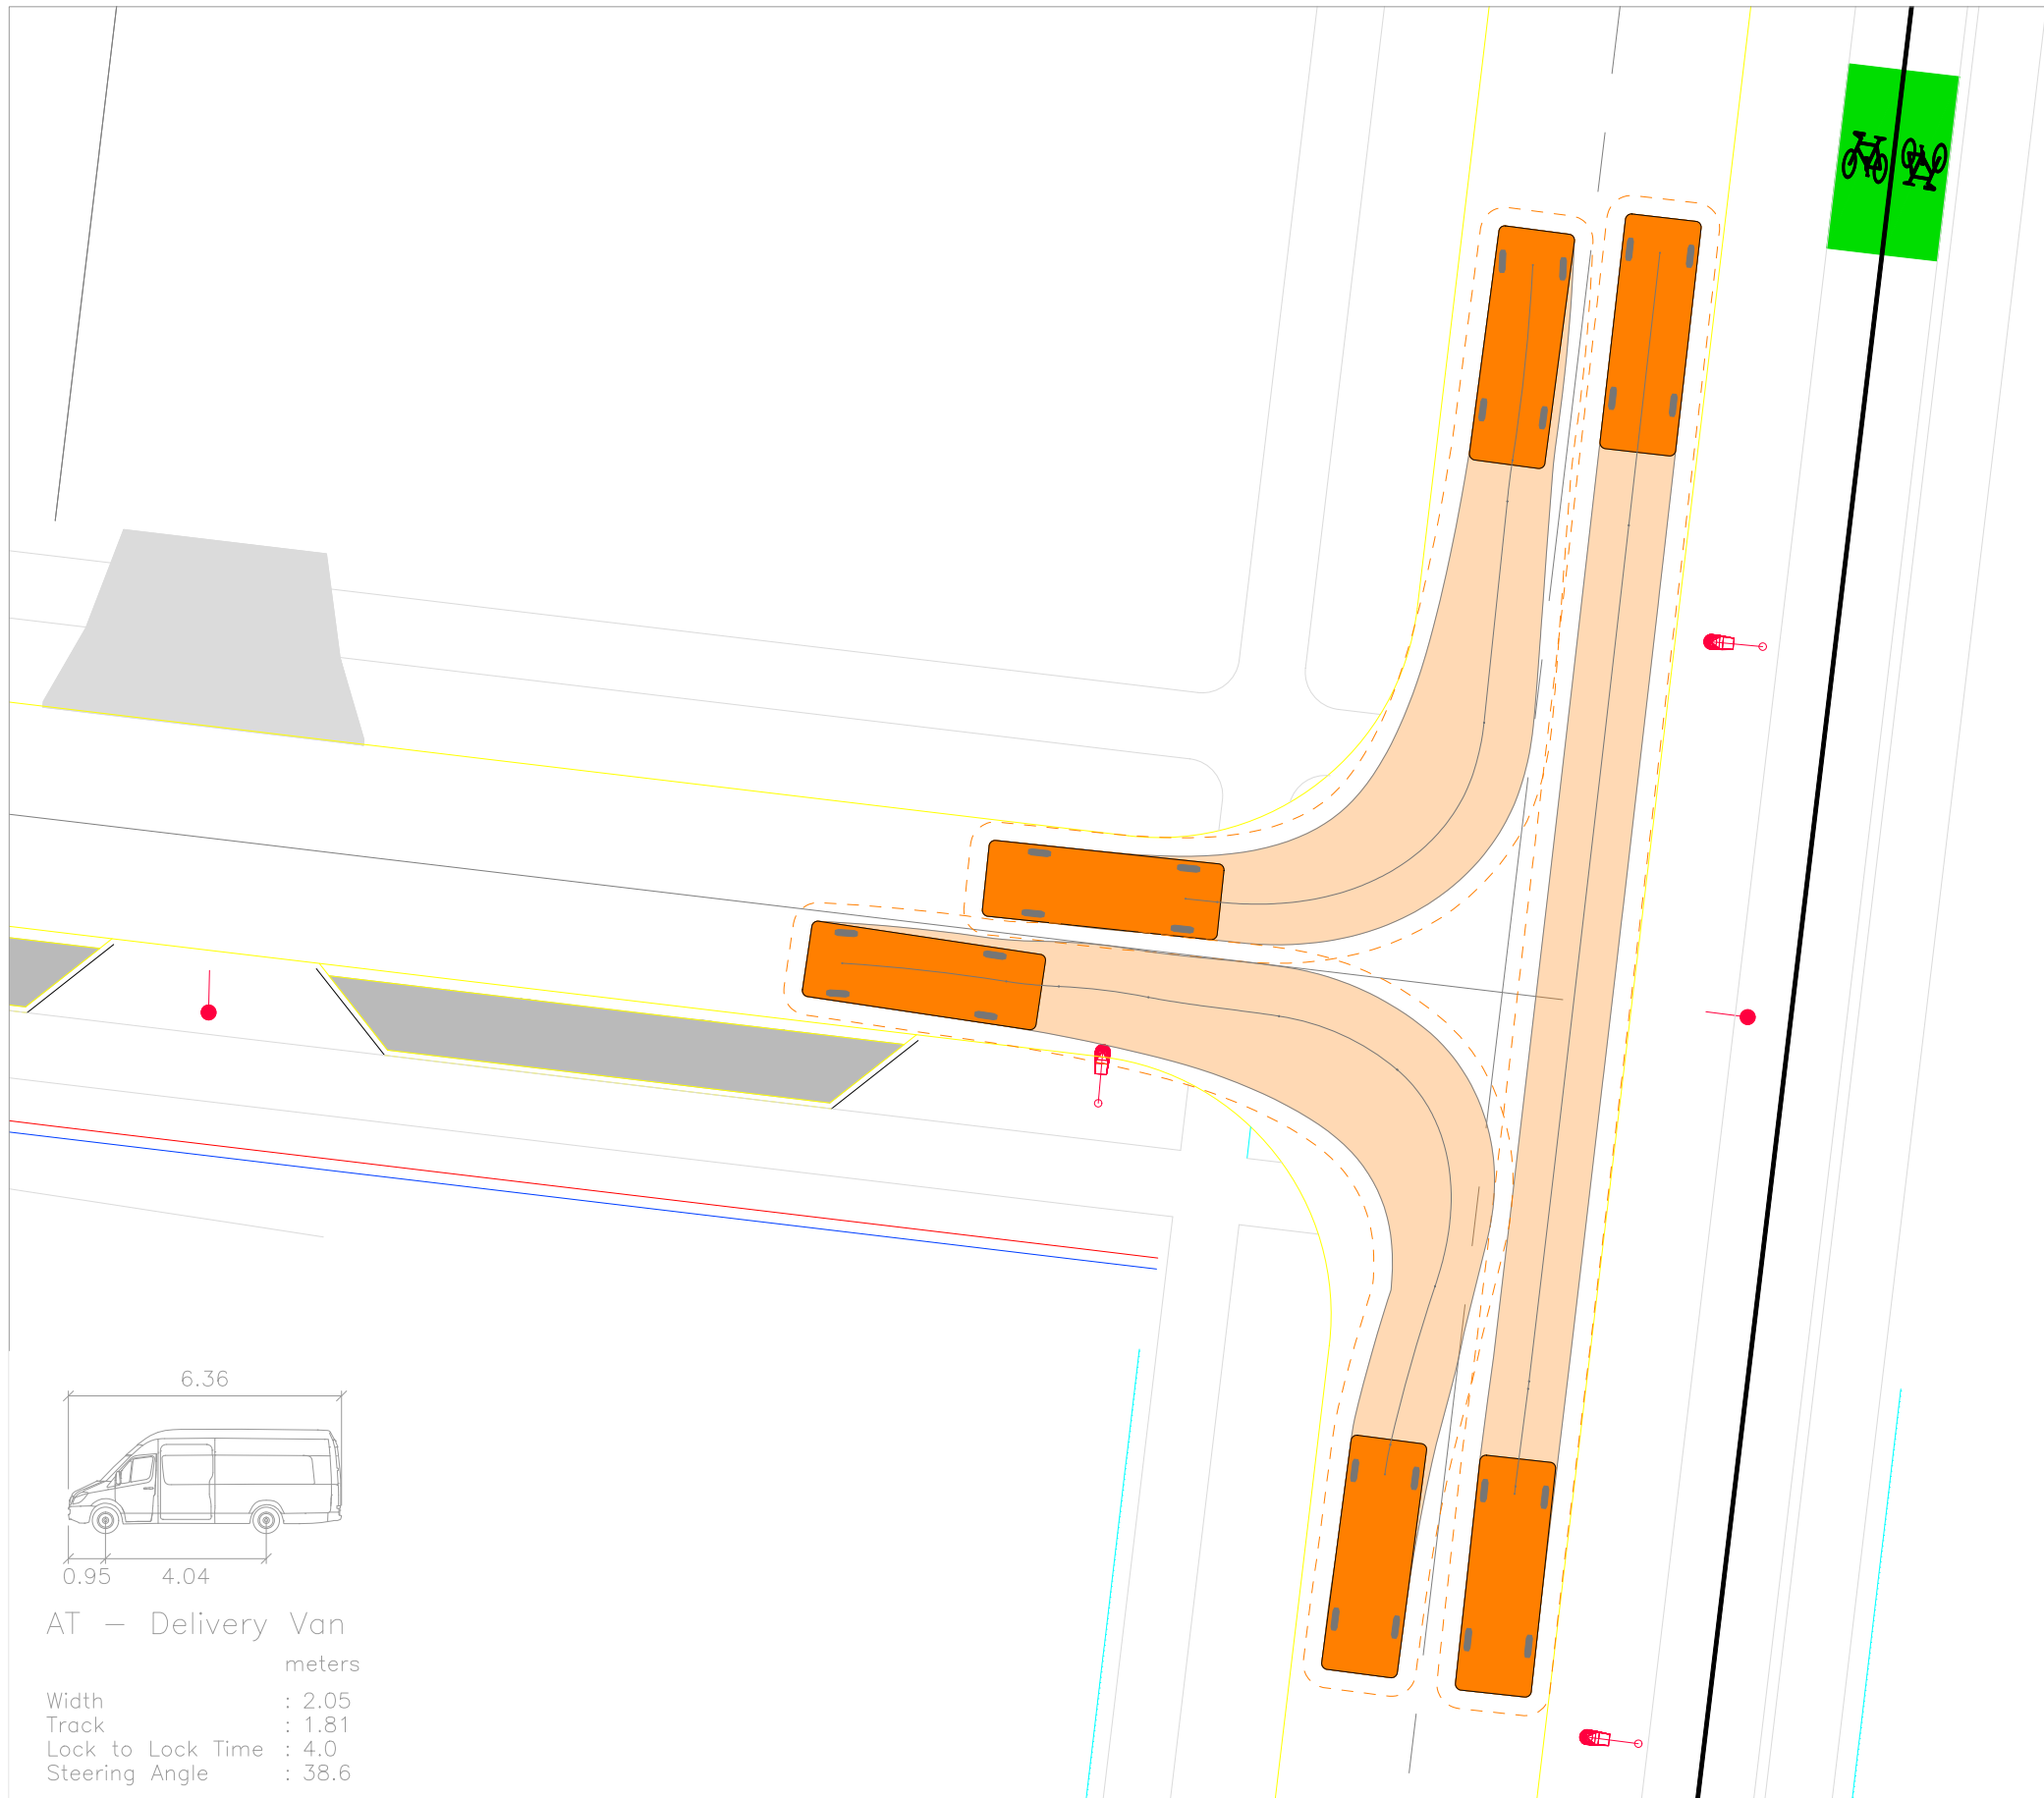 6.36
0.95 4.04
AT — Delivery Van
meters
Width : 2.05
Track : 1.81
Lock to Lock Time : 4.0
Steering Angle : 38.6